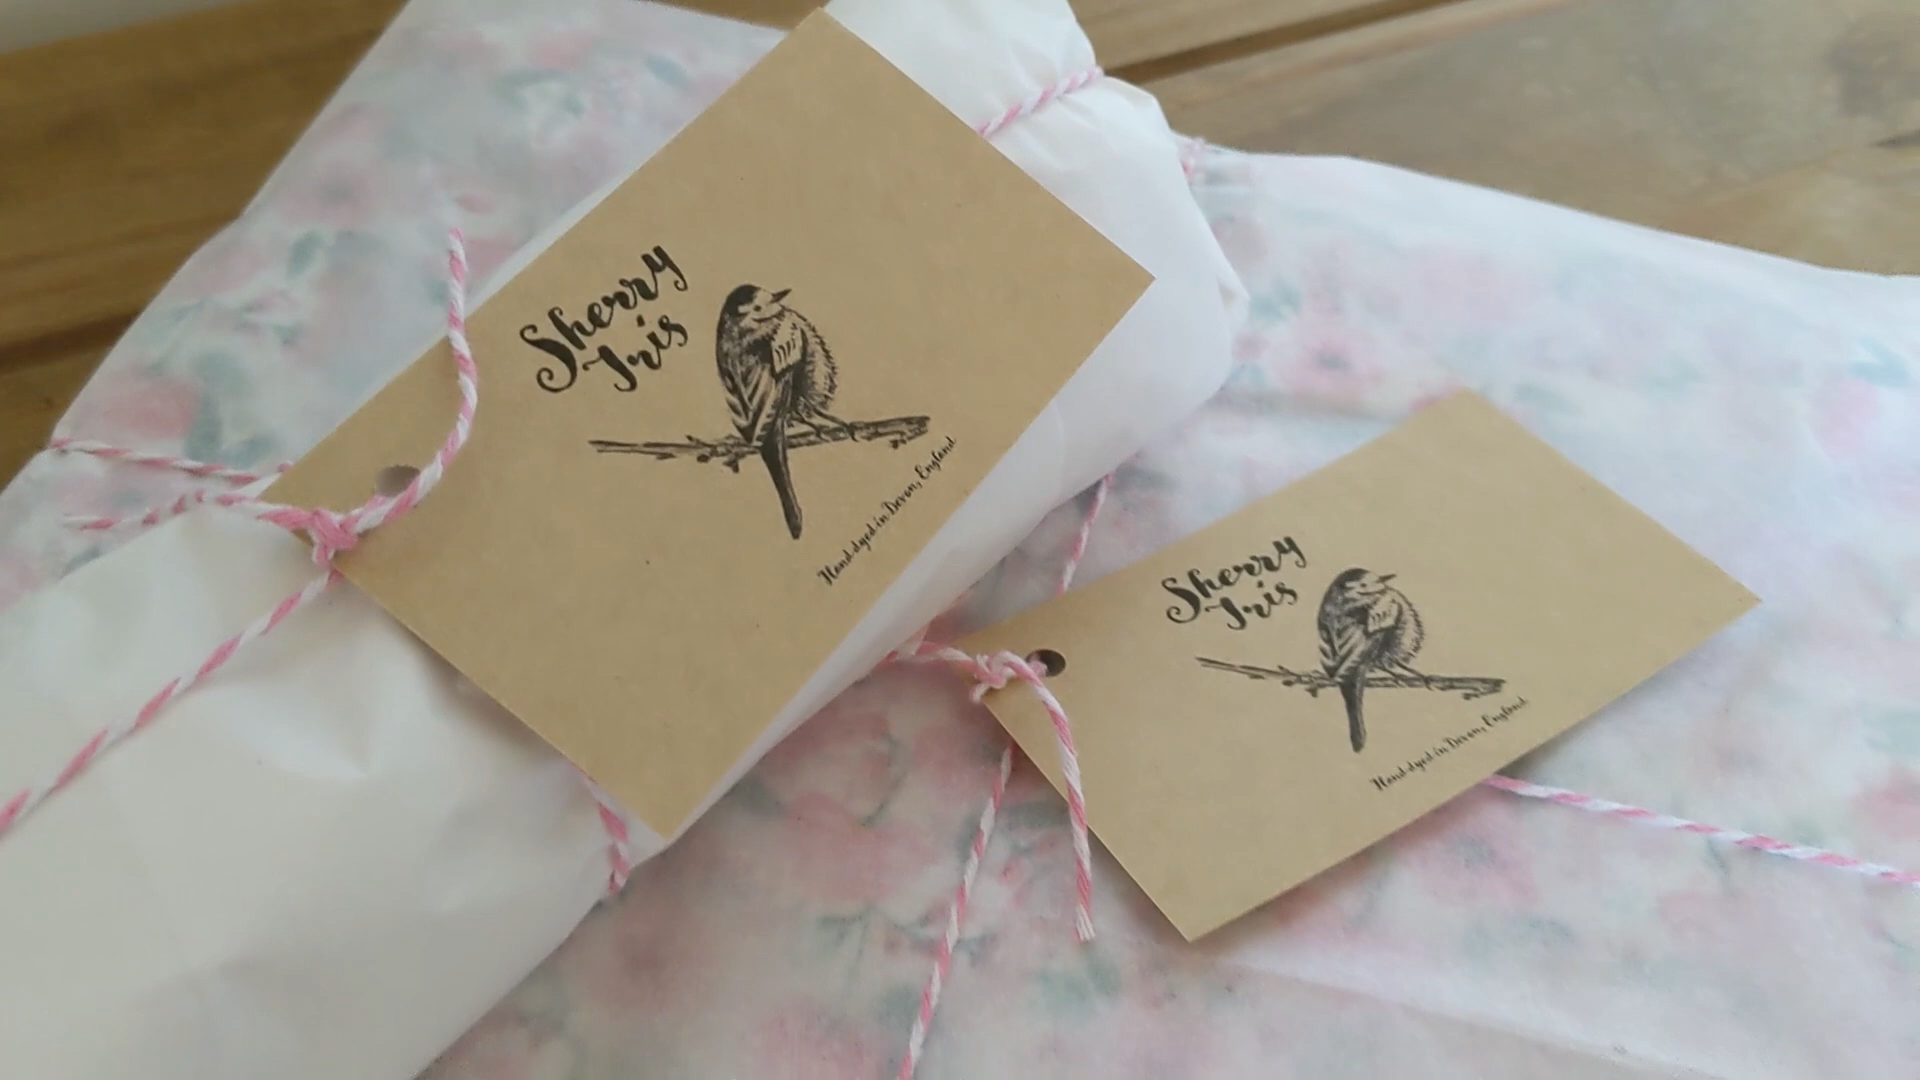 Sherry
Iris
Hand-dyed in Devon, England
Sherry
Iris
Hand-dyed in Devon, England